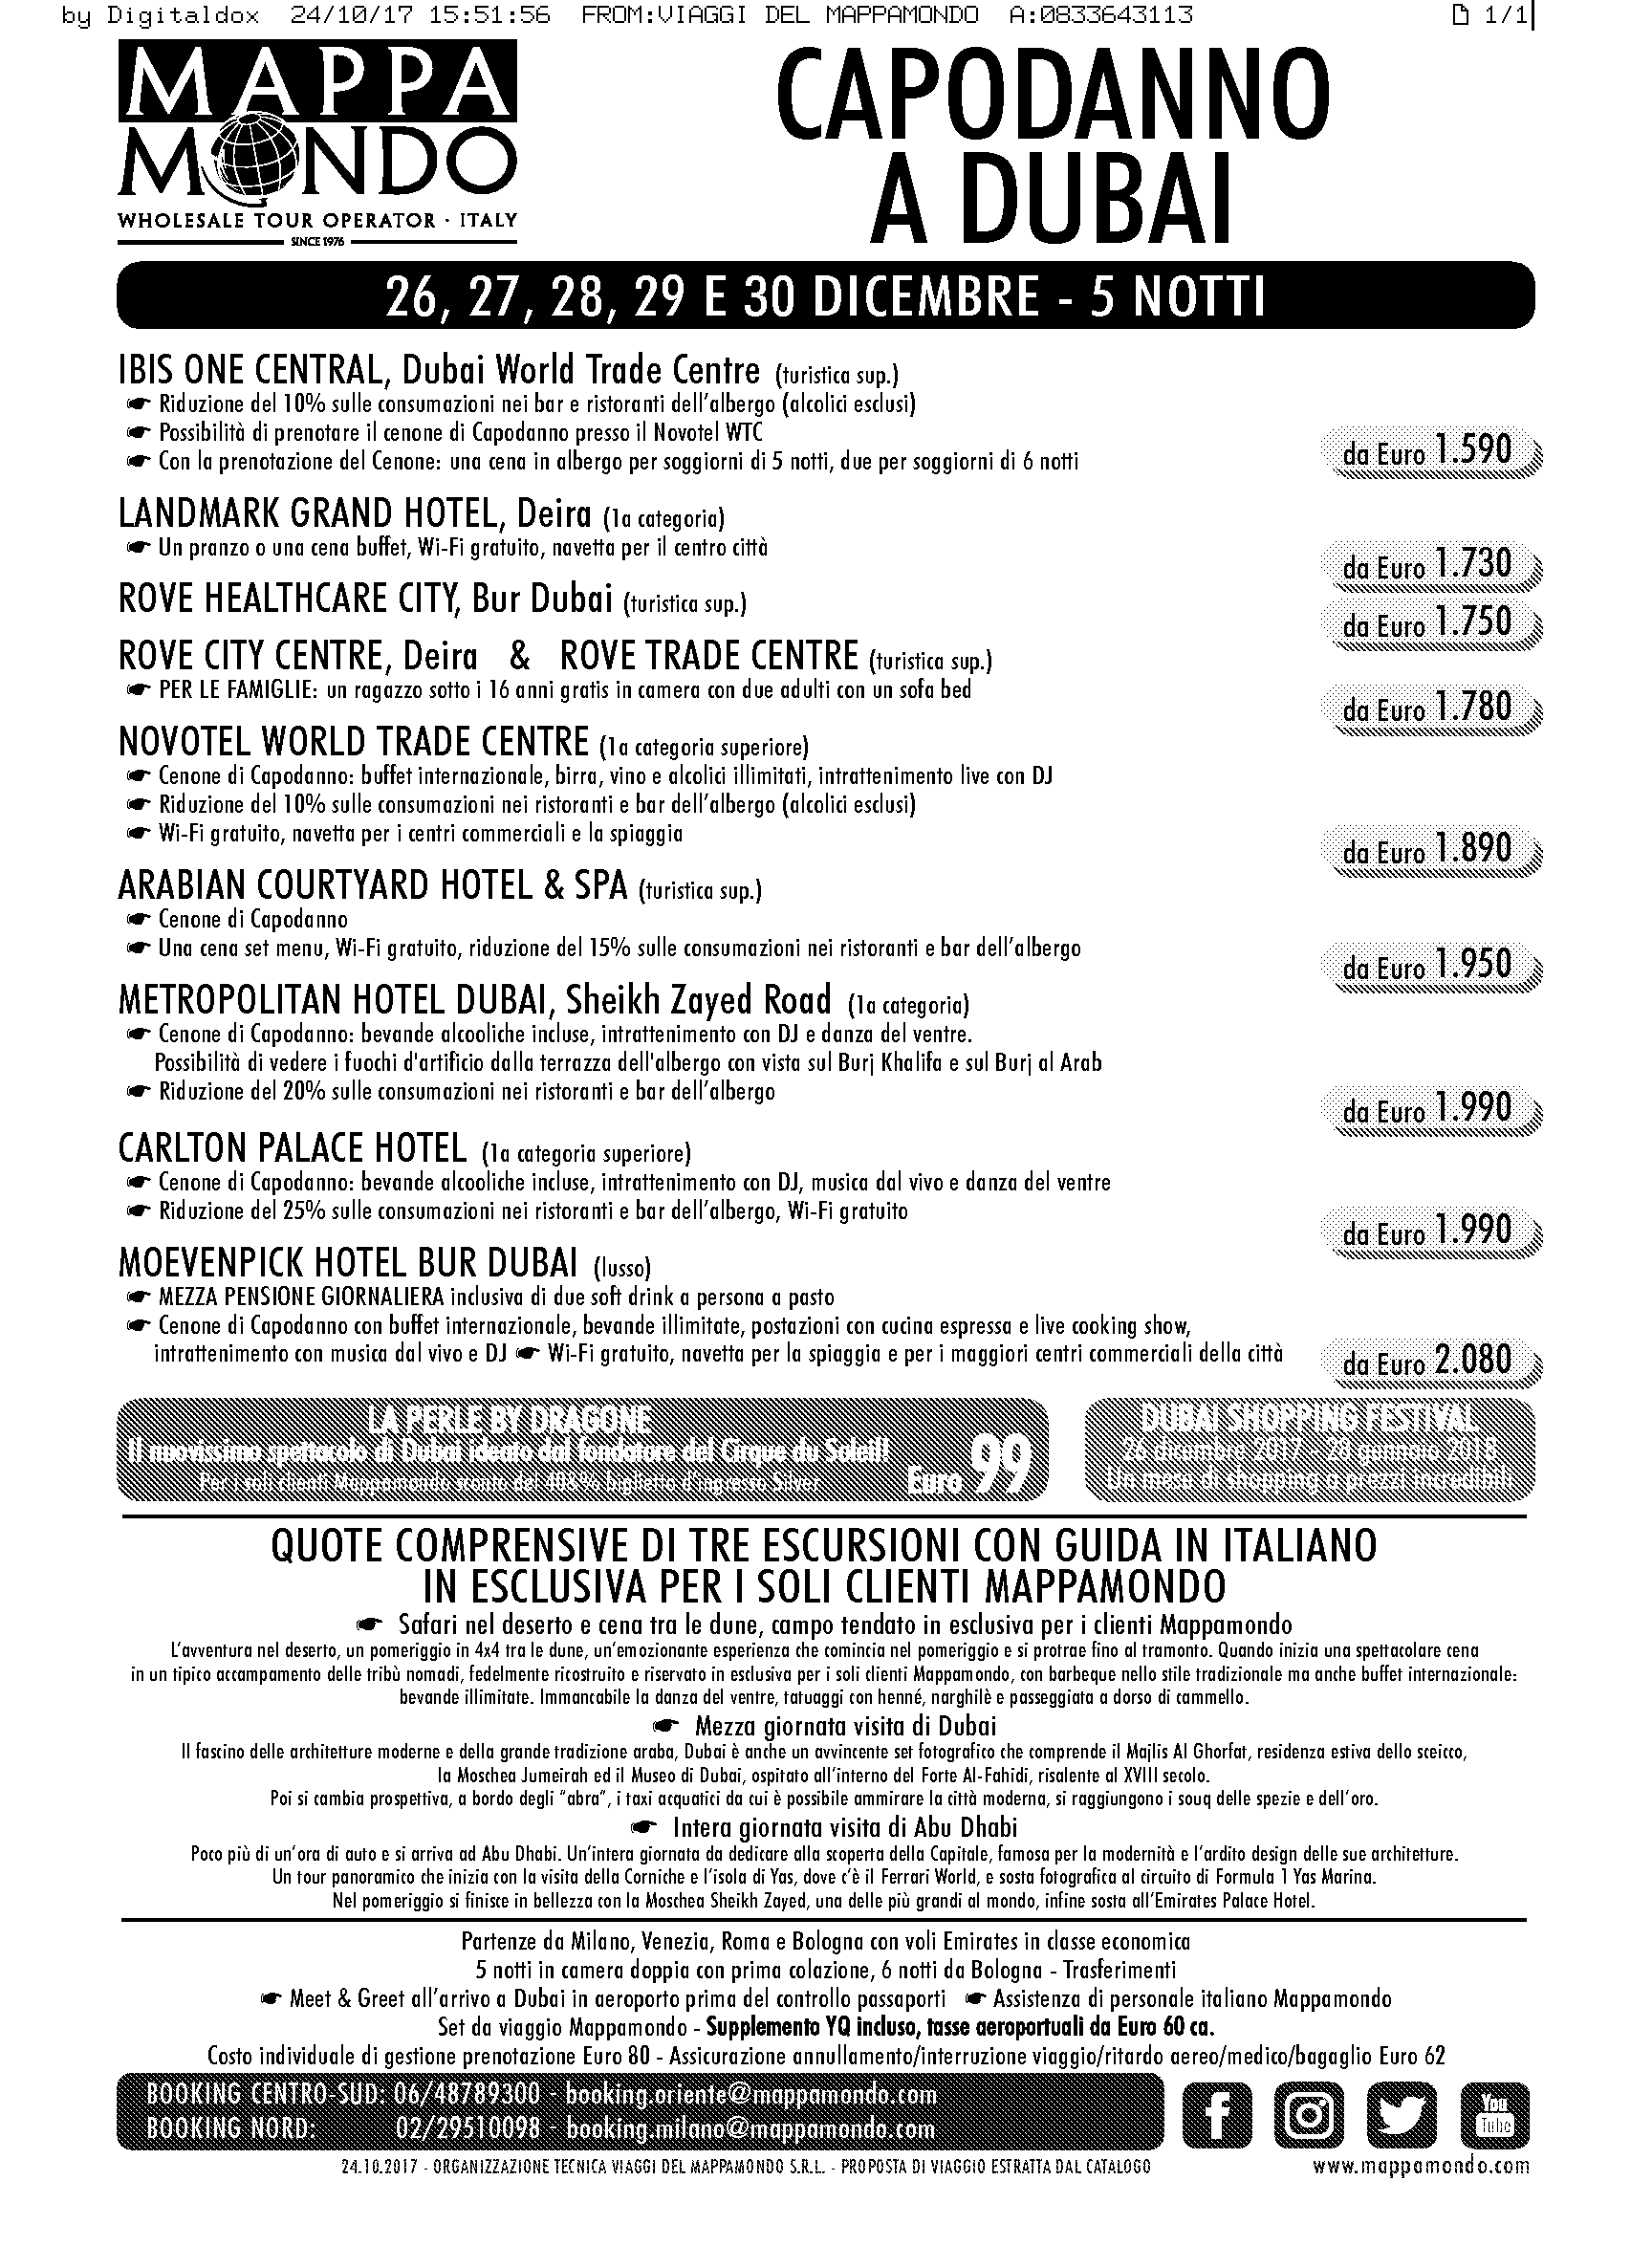 by Digitaldox 24/10/17 15:51:56 FROM:VIAGGI DEL MAPPAMONDO A:0833643113 1/1
MAPPA
MONDO
WHOLESALE TOUR OPERATOR · ITALY
SINCE 1976
CAPODANNO
A DUBAI
26, 27, 28, 29 E 30 DICEMBRE - 5 NOTTI
IBIS ONE CENTRAL, Dubai World Trade Centre (turistica sup.)
Riduzione del 10% sulle consumazioni nei bar e ristoranti dell'albergo (alcolici esclusi)
Possibilità di prenotare il cenone di Capodanno presso il Novotel WTC
Con la prenotazione del Cenone: una cena in albergo per soggiorni di 5 notti, due per soggiorni di 6 notti
da Euro 1.590
LANDMARK GRAND HOTEL, Deira (1a categoria)
Un pranzo o una cena buffet, Wi-Fi gratuito, navetta per il centro città
da Euro 1.730
ROVE HEALTHCARE CITY, Bur Dubai (turistica sup.)
da Euro 1.750
ROVE CITY CENTRE, Deira & ROVE TRADE CENTRE (turistica sup.)
PER LE FAMIGLIE: un ragazzo sotto i 16 anni gratis in camera con due adulti con un sofa bed
da Euro 1.780
NOVOTEL WORLD TRADE CENTRE (1a categoria superiore)
Cenone di Capodanno: buffet internazionale, birra, vino e alcolici illimitati, intrattenimento live con DJ
Riduzione del 10% sulle consumazioni nei ristoranti e bar dell'albergo (alcolici esclusi)
Wi-Fi gratuito, navetta per i centri commerciali e la spiaggia
da Euro 1.890
ARABIAN COURTYARD HOTEL & SPA (turistica sup.)
Cenone di Capodanno
Una cena set menu, Wi-Fi gratuito, riduzione del 15% sulle consumazioni nei ristoranti e bar dell'albergo
da Euro 1.950
METROPOLITAN HOTEL DUBAI, Sheikh Zayed Road (1a categoria)
Cenone di Capodanno: bevande alcooliche incluse, intrattenimento con DJ e danza del ventre.
Possibilità di vedere i fuochi d'artificio dalla terrazza dell'albergo con vista sul Burj Khalifa e sul Burj al Arab
Riduzione del 20% sulle consumazioni nei ristoranti e bar dell'albergo
da Euro 1.990
CARLTON PALACE HOTEL (1a categoria superiore)
Cenone di Capodanno: bevande alcooliche incluse, intrattenimento con DJ, musica dal vivo e danza del ventre
Riduzione del 25% sulle consumazioni nei ristoranti e bar dell'albergo, Wi-Fi gratuito
da Euro 1.990
MOEVENPICK HOTEL BUR DUBAI (lusso)
MEZZA PENSIONE GIORNALIERA inclusiva di due soft drink a persona a pasto
Cenone di Capodanno con buffet internazionale, bevande illimitate, postazioni con cucina espressa e live cooking show,
intrattenimento con musica dal vivo e DJ Wi-Fi gratuito, navetta per la spiaggia e per i maggiori centri commerciali della città
da Euro 2.080
LA PERLE BY DRAGONE
Il nuovissimo spettacolo di Dubai ideato dal fondatore del Cirque du Soleil!
Per i soli clienti Mappamondo sconto del biglietto d'ingresso Silver
Euro 99
DUBAI SHOPPING FESTIVAL
26 dicembre 2017 - 28 gennaio 2018
Un mese di shopping a prezzi incredibili
QUOTE COMPRENSIVE DI TRE ESCURSIONI CON GUIDA IN ITALIANO
IN ESCLUSIVA PER I SOLI CLIENTI MAPPAMONDO
Safari nel deserto e cena tra le dune, campo tendato in esclusiva per i clienti Mappamondo
L'avventura nel deserto, un pomeriggio in 4x4 tra le dune, un'emozionante esperienza che comincia nel pomeriggio e si protrae fino al tramonto. Quando inizia una spettacolare cena
in un tipico accampamento delle tribù nomadi, fedelmente ricostruito e riservato in esclusiva per i soli clienti Mappamondo, con barbeque nello stile tradizionale ma anche buffet internazionale:
bevande illimitate. Immancabile la danza del ventre, tatuaggi con henné, narghilè e passeggiata a dorso di cammello.
Mezza giornata visita di Dubai
Il fascino delle architetture moderne e della grande tradizione araba, Dubai è anche un avvincente set fotografico che comprende il Majlis Al Ghorfat, residenza estiva dello sceicco,
la Moschea Jumeirah ed il Museo di Dubai, ospitato all'interno del Forte Al-Fahidi, risalente al XVIII secolo.
Poi si cambia prospettiva, a bordo degli "abra", i taxi acquatici da cui è possibile ammirare la città moderna, si raggiungono i souq delle spezie e dell'oro.
Intera giornata visita di Abu Dhabi
Poco più di un'ora di auto e si arriva ad Abu Dhabi. Un'intera giornata da dedicare alla scoperta della Capitale, famosa per la modernità e l'ardito design delle sue architetture.
Un tour panoramico che inizia con la visita della Corniche e l'isola di Yas, dove c'è il Ferrari World, e sosta fotografica al circuito di Formula 1 Yas Marina.
Nel pomeriggio si finisce in bellezza con la Moschea Sheikh Zayed, una delle più grandi al mondo, infine sosta all'Emirates Palace Hotel.
Partenze da Milano, Venezia, Roma e Bologna con voli Emirates in classe economica
5 notti in camera doppia con prima colazione, 6 notti da Bologna - Trasferimenti
Meet & Greet all'arrivo a Dubai in aeroporto prima del controllo passaporti Assistenza di personale italiano Mappamondo
Set da viaggio Mappamondo - Supplemento YQ incluso, tasse aeroportuali da Euro 60 ca.
Costo individuale di gestione prenotazione Euro 80 - Assicurazione annullamento/interruzione viaggio/ritardo aereo/medico/bagaglio Euro 62
BOOKING CENTRO-SUD: 06/48789300 - booking.oriente@mappamondo.com
BOOKING NORD: 02/29510098 - booking.milano@mappamondo.com
You
Tube
24.10.2017 - ORGANIZZAZIONE TECNICA VIAGGI DEL MAPPAMONDO S.R.L. - PROPOSTA DI VIAGGIO ESTRATTA DAL CATALOGO
www.mappamondo.com